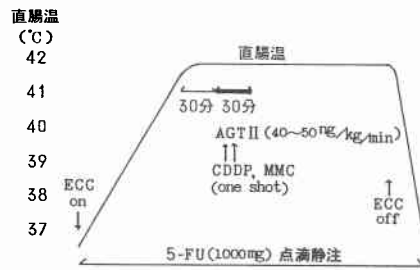 直腸温
(℃)
42
直腸温
41
30分 30分
40
AGTⅡ(40~50ng/kg/min)
↑↑
39
CDDP, MMC
(one shot)
38
ECC
on
↓
↑
ECC
off
37
5-FU(1000mg) 点滴静注